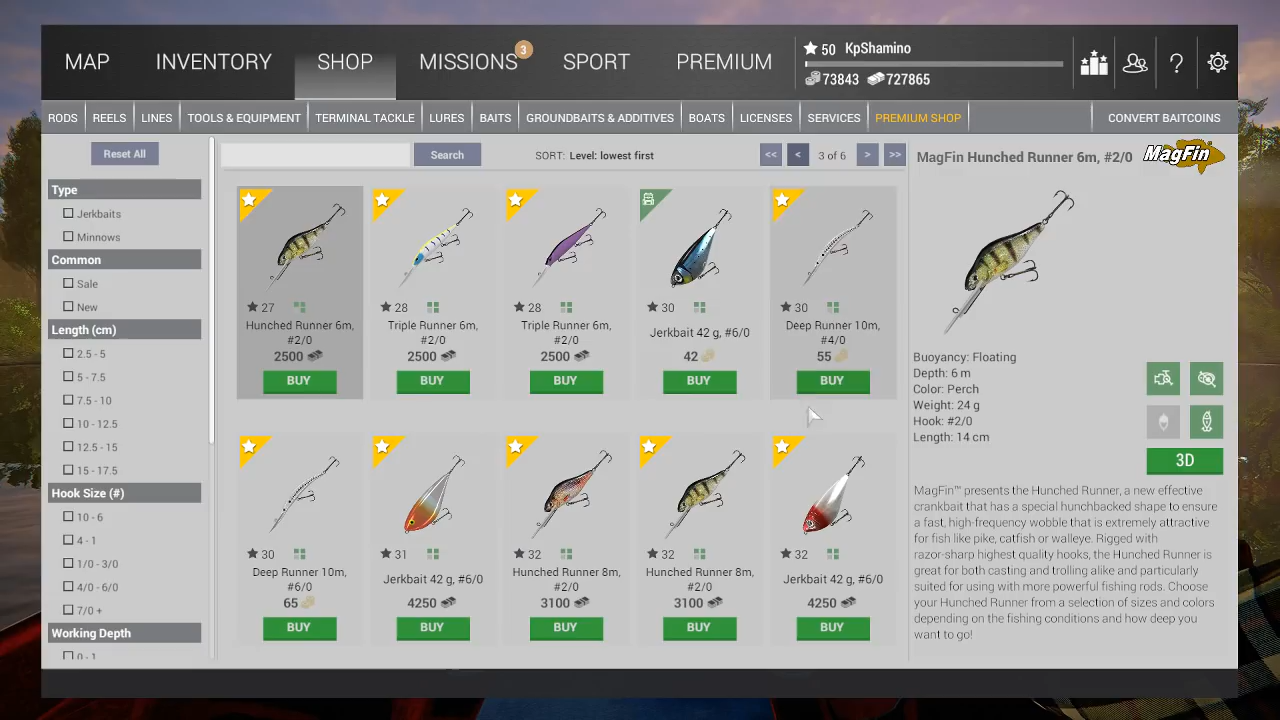 MAP
INVENTORY
SHOP
MISSIONS
3
SPORT
PREMIUM
50 KpShamino
73843 727865
RODS
REELS
LINES
TOOLS & EQUIPMENT
TERMINAL TACKLE
LURES
BAITS
GROUNDBAITS & ADDITIVES
BOATS
LICENSES
SERVICES
PREMIUM SHOP
CONVERT BAITCOINS
Reset All
Type
Jerkbaits
Minnows
Common
Sale
New
Length (cm)
2.5 - 5
5 - 7.5
7.5 - 10
10 - 12.5
12.5 - 15
15 - 17.5
Hook Size (#)
10 - 6
4 - 1
1/0 - 3/0
4/0 - 6/0
7/0 +
Working Depth
0 - 1
Search
SORT: Level: lowest first
<<
<
3 of 6
>
>>
27
Hunched Runner 6m,
#2/0
2500
BUY
28
Triple Runner 6m,
#2/0
2500
BUY
28
Triple Runner 6m,
#2/0
2500
BUY
30
Jerkbait 42 g, #6/0
42
BUY
30
Deep Runner 10m,
#4/0
55
BUY
30
Deep Runner 10m,
#6/0
65
BUY
31
Jerkbait 42 g, #6/0
4250
BUY
32
Hunched Runner 8m,
#2/0
3100
BUY
32
Hunched Runner 8m,
#2/0
3100
BUY
32
Jerkbait 42 g, #6/0
4250
BUY
MagFin Hunched Runner 6m, #2/0
MagFin
Buoyancy: Floating
Depth: 6 m
Color: Perch
Weight: 24 g
Hook: #2/0
Length: 14 cm
3D
MagFin™ presents the Hunched Runner, a new effective
crankbait that has a special hunchbacked shape to ensure
a fast, high-frequency wobble that is extremely attractive
for fish like pike, catfish or walleye. Rigged with
razor-sharp highest quality hooks, the Hunched Runner is
great for both casting and trolling alike and particularly
suited for using with more powerful fishing rods. Choose
your Hunched Runner from a selection of sizes and colors
depending on the fishing conditions and how deep you
want to go!